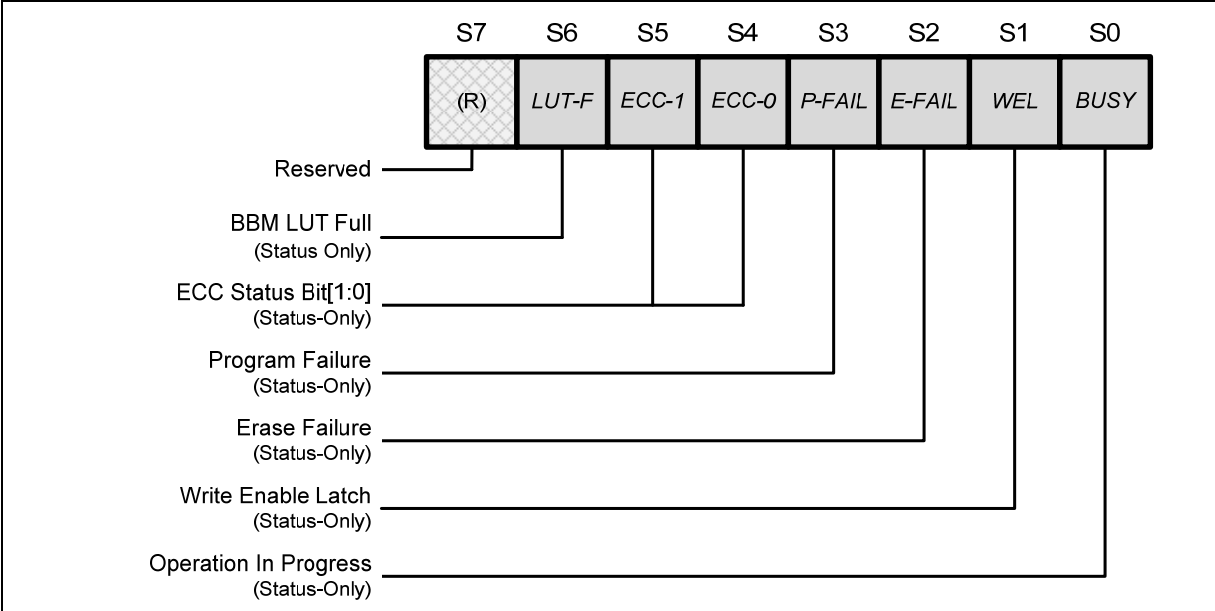 S7 S6 S5 S4 S3 S2 S1 S0
(R) LUT-F ECC-1 ECC-0 P-FAIL E-FAIL WEL BUSY
Reserved
BBM LUT Full
(Status Only)
ECC Status Bit[1:0]
(Status-Only)
Program Failure
(Status-Only)
Erase Failure
(Status-Only)
Write Enable Latch
(Status-Only)
Operation In Progress
(Status-Only)